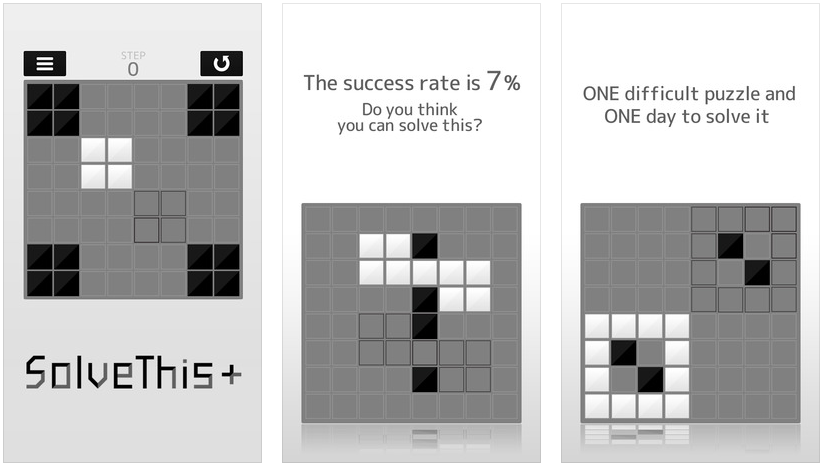 STEP
0
SolveThis+
The success rate is 7%
Do you think
you can solve this?
ONE difficult puzzle and
ONE day to solve it